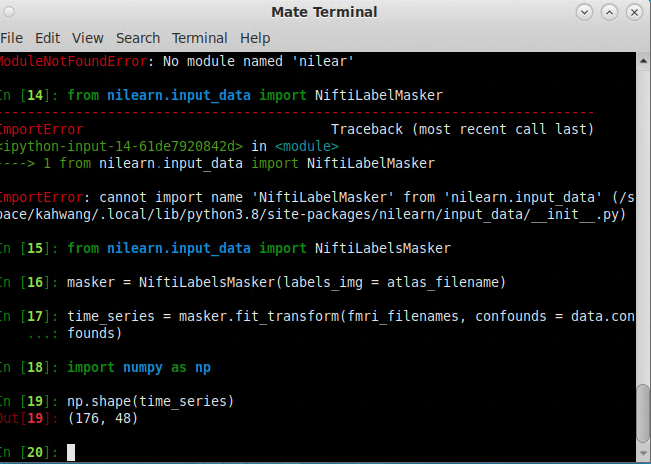 Mate Terminal
File Edit View Search Terminal Help
ModuleNotFoundError: No module named 'nilear'
In [14]: from nilearn.input_data import NiftiLabelMasker
---------------------------------------------------------------------------
ImportError                               Traceback (most recent call last)
<ipython-input-14-61de7920842d> in <module>
----> 1 from nilearn.input_data import NiftiLabelMasker
ImportError: cannot import name 'NiftiLabelMasker' from 'nilearn.input_data' (/s
pace/kahwang/.local/lib/python3.8/site-packages/nilearn/input_data/__init__.py)
In [15]: from nilearn.input_data import NiftiLabelsMasker
In [16]: masker = NiftiLabelsMasker(labels_img = atlas_filename)
In [17]: time_series = masker.fit_transform(fmri_filenames, confounds = data.con
...: founds)
In [18]: import numpy as np
In [19]: np.shape(time_series)
Out[19]: (176, 48)
In [20]: